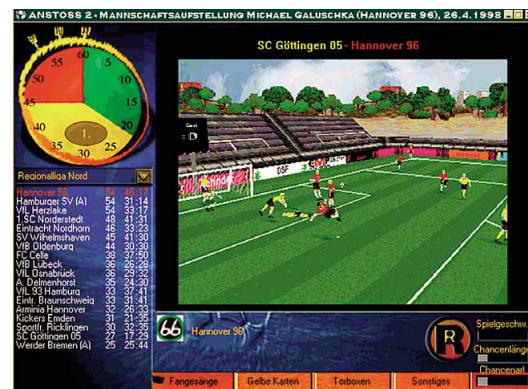 ANSTOSS 2 - MANNSCHAFTSAUFSTELLUNG MICHAEL GALUSCHKA (HANNOVER 96), 26.4.1998
SC Göttingen 05 - Hannover 96
55 60 5
50 10
45 15
40 20
35 30 25
1.
Regionalliga Nord
Hannover 96 54 46:17
Hamburger SV (A) 54 31:14
VfL Herzlake 54 33:17
1.SC Norderstedt 48 41:31
Eintracht Nordhorn 46 33:23
SV Wilhelmshaven 45 41:30
VfB Oldenburg 44 30:30
FC Celle 38 37:50
VfB Lübeck 36 26:28
VfL Osnabrück 36 29:32
A. Delmenhorst 35 24:30
VfL 93 Hamburg 33 37:41
Eintr. Braunschweig 33 31:41
Arminia Hannover 32 26:33
Kickers Emden 31 21:35
Sportfr. Ricklingen 30 32:35
SC Göttingen 05 27 17:29
Werder Bremen (A) 25 25:44
DSF
66 Hannover 96
R
Spielgeschw.
Chancenlänge
Chancenart
Fangesänge Gelbe Karten Torboxen Sonstiges